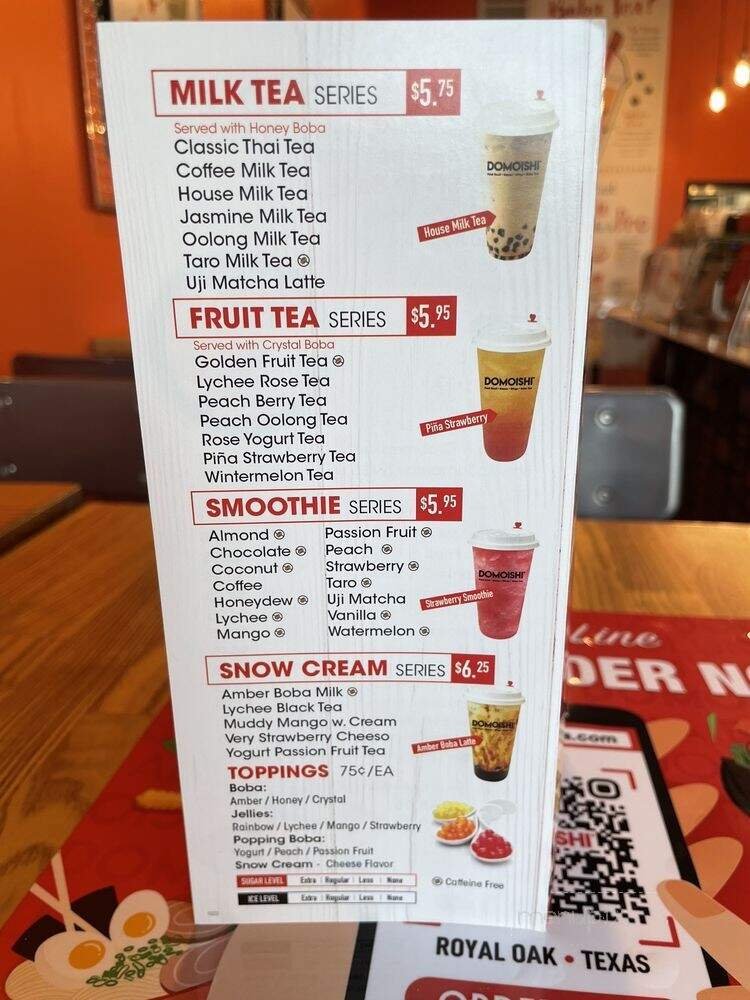 MILK TEA SERIES $5.75
Served with Honey Boba
Classic Thai Tea
Coffee Milk Tea
House Milk Tea
Jasmine Milk Tea
Oolong Milk Tea
Taro Milk Tea
Uji Matcha Latte
DOMOISHI
House Milk Tea
FRUIT TEA SERIES $5.95
Served with Crystal Boba
Golden Fruit Tea
Lychee Rose Tea
Peach Berry Tea
Peach Oolong Tea
Rose Yogurt Tea
Piña Strawberry Tea
Wintermelon Tea
DOMOISHI
Piña Strawberry
SMOOTHIE SERIES $5.95
Almond
Chocolate
Coconut
Coffee
Honeydew
Lychee
Mango
Passion Fruit
Peach
Strawberry
Taro
Uji Matcha
Vanilla
Watermelon
DOMOISHI
Strawberry Smoothie
SNOW CREAM SERIES $6.25
Amber Boba Milk
Lychee Black Tea
Muddy Mango w. Cream
Very Strawberry Cheeso
Yogurt Passion Fruit Tea
DOMOISHI
Amber Boba Latte
TOPPINGS 75¢/EA
Boba:
Amber / Honey / Crystal
Jellies:
Rainbow / Lychee / Mango / Strawberry
Popping Boba:
Yogurt / Peach / Passion Fruit
Snow Cream - Cheese Flavor
SUGAR LEVEL Extra Regular Less None
ICE LEVEL Extra Regular Less None
Caffeine Free
Line
DER N
s.com
SHI
ROYAL OAK • TEXAS